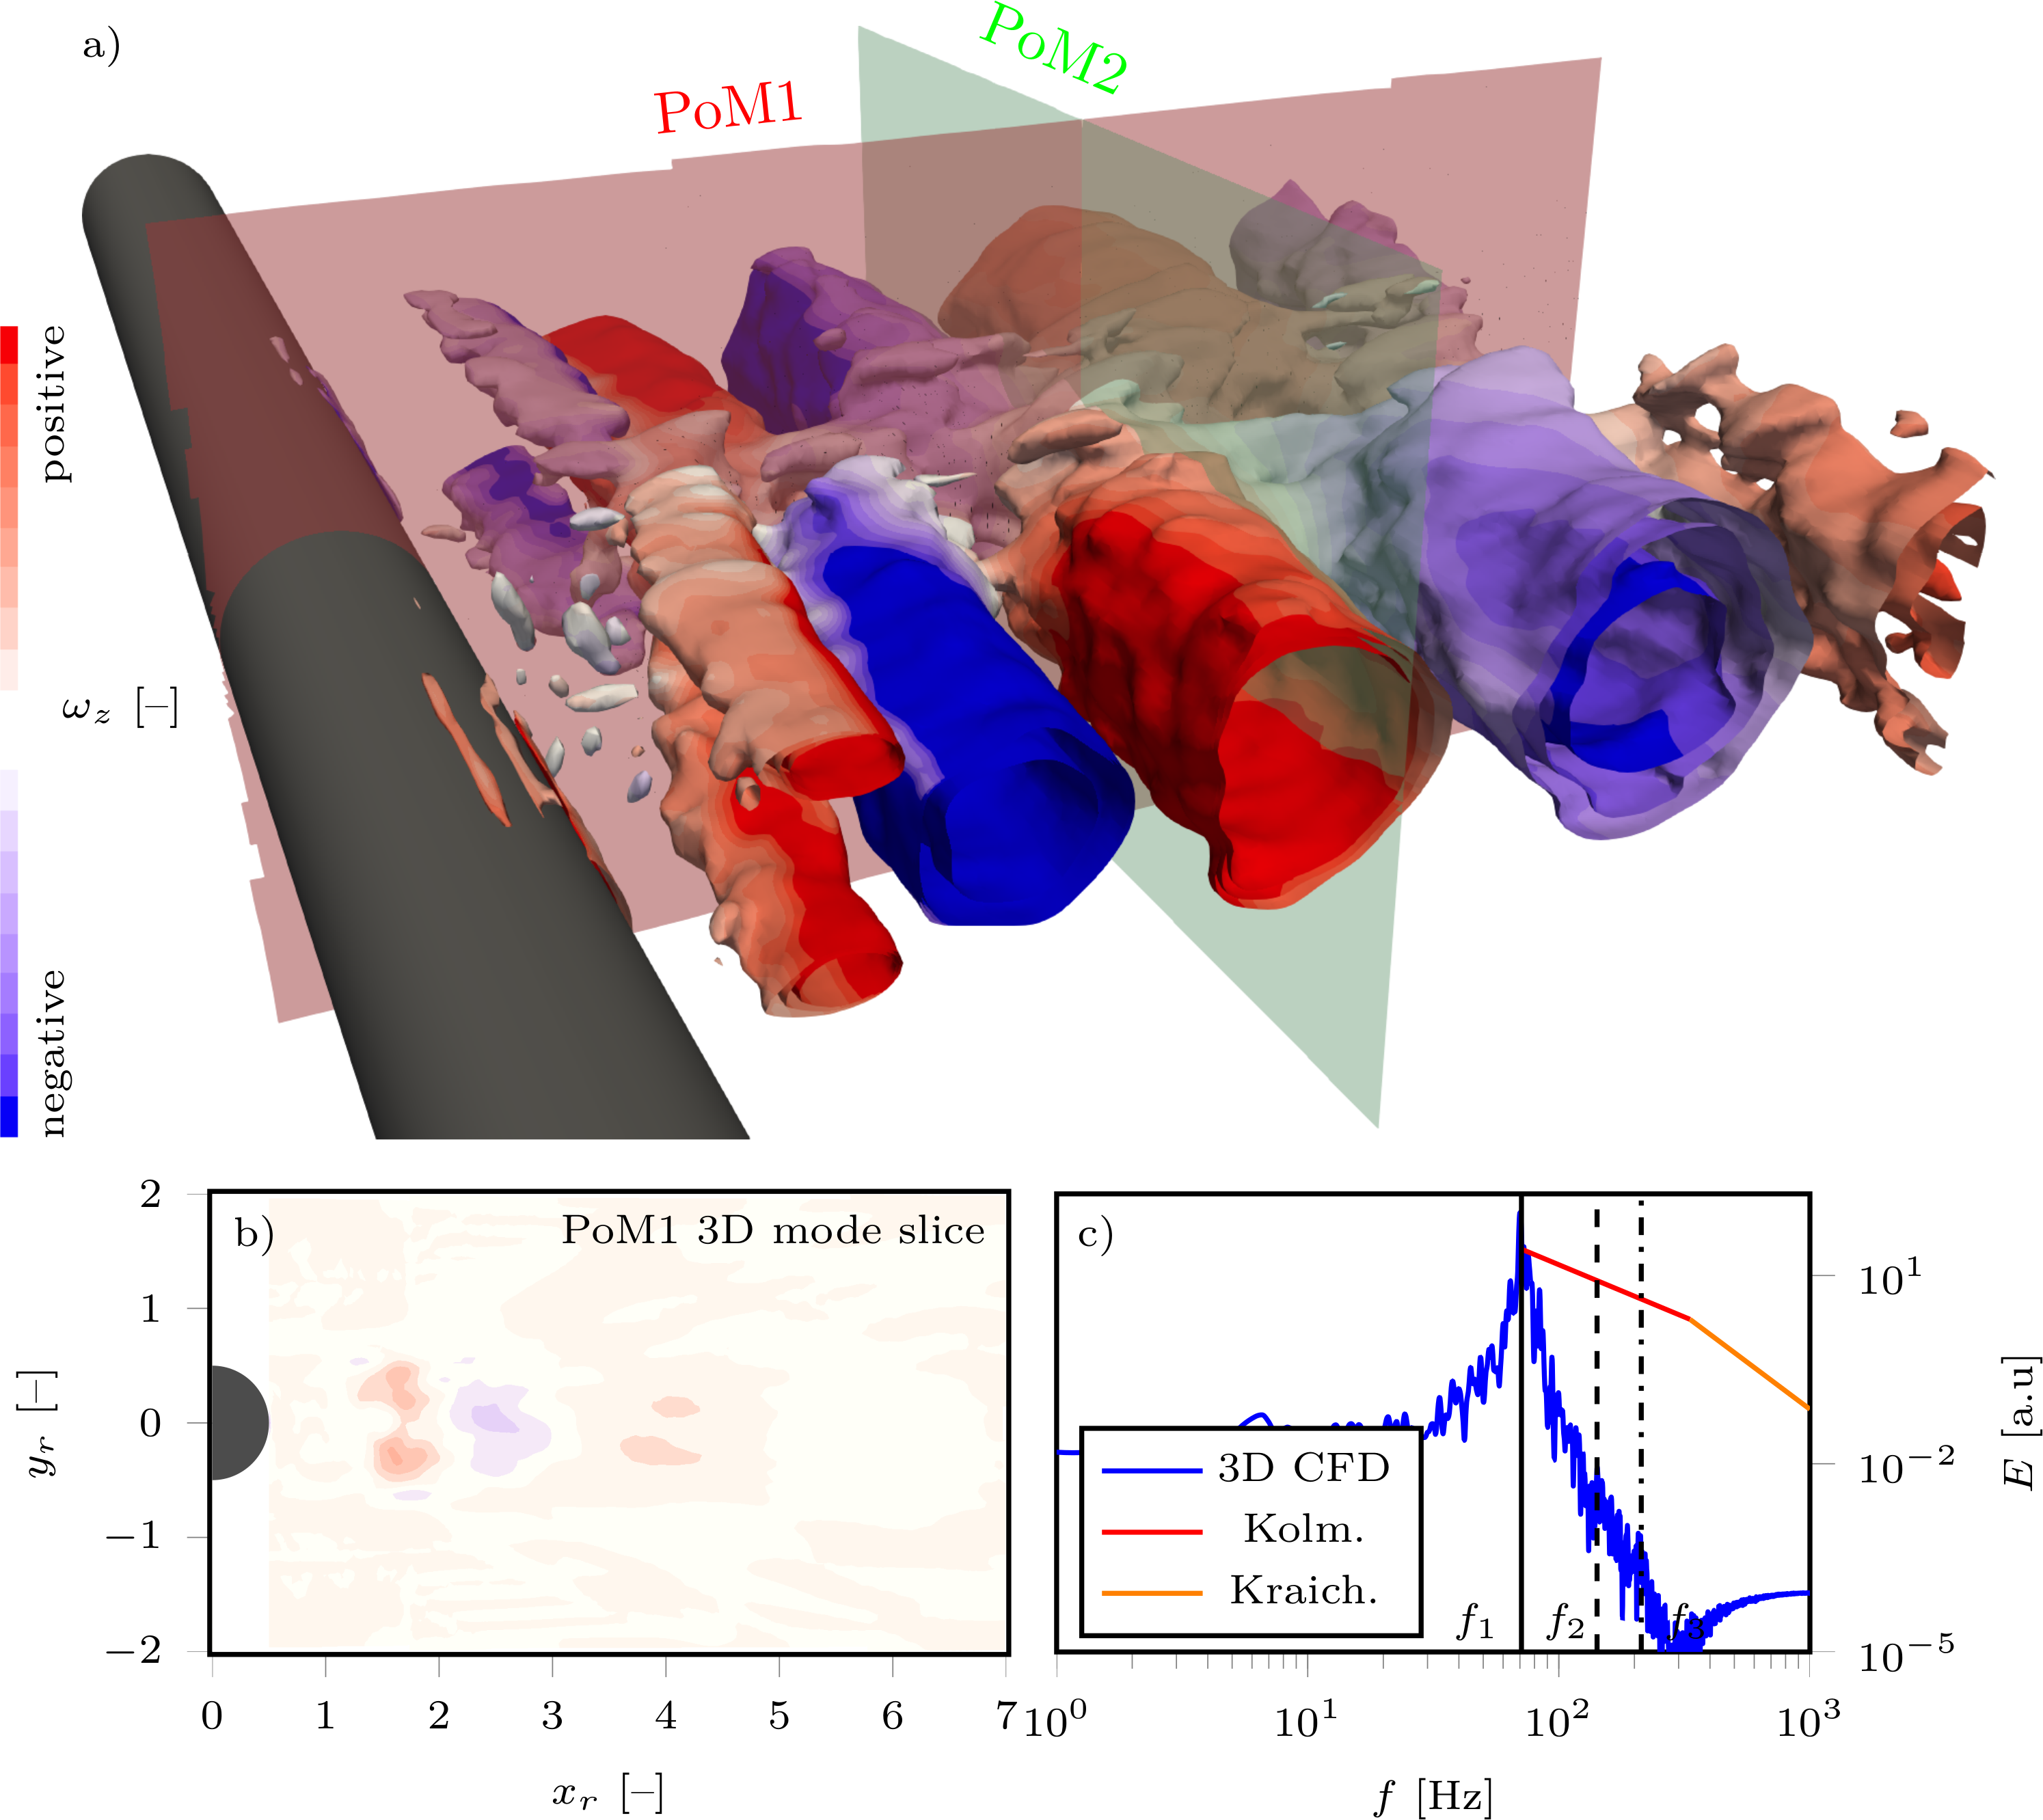 a)
PoM1
PoM2
positive
ω_z [–]
negative
b)
PoM1 3D mode slice
2
1
0
−1
−2
y_r [–]
0 1 2 3 4 5 6 7
x_r [–]
c)
3D CFD
Kolm.
Kraich.
f_1
f_2
f_3
10^1
10^−2
10^−5
E [a.u]
10^0 10^1 10^2 10^3
f [Hz]